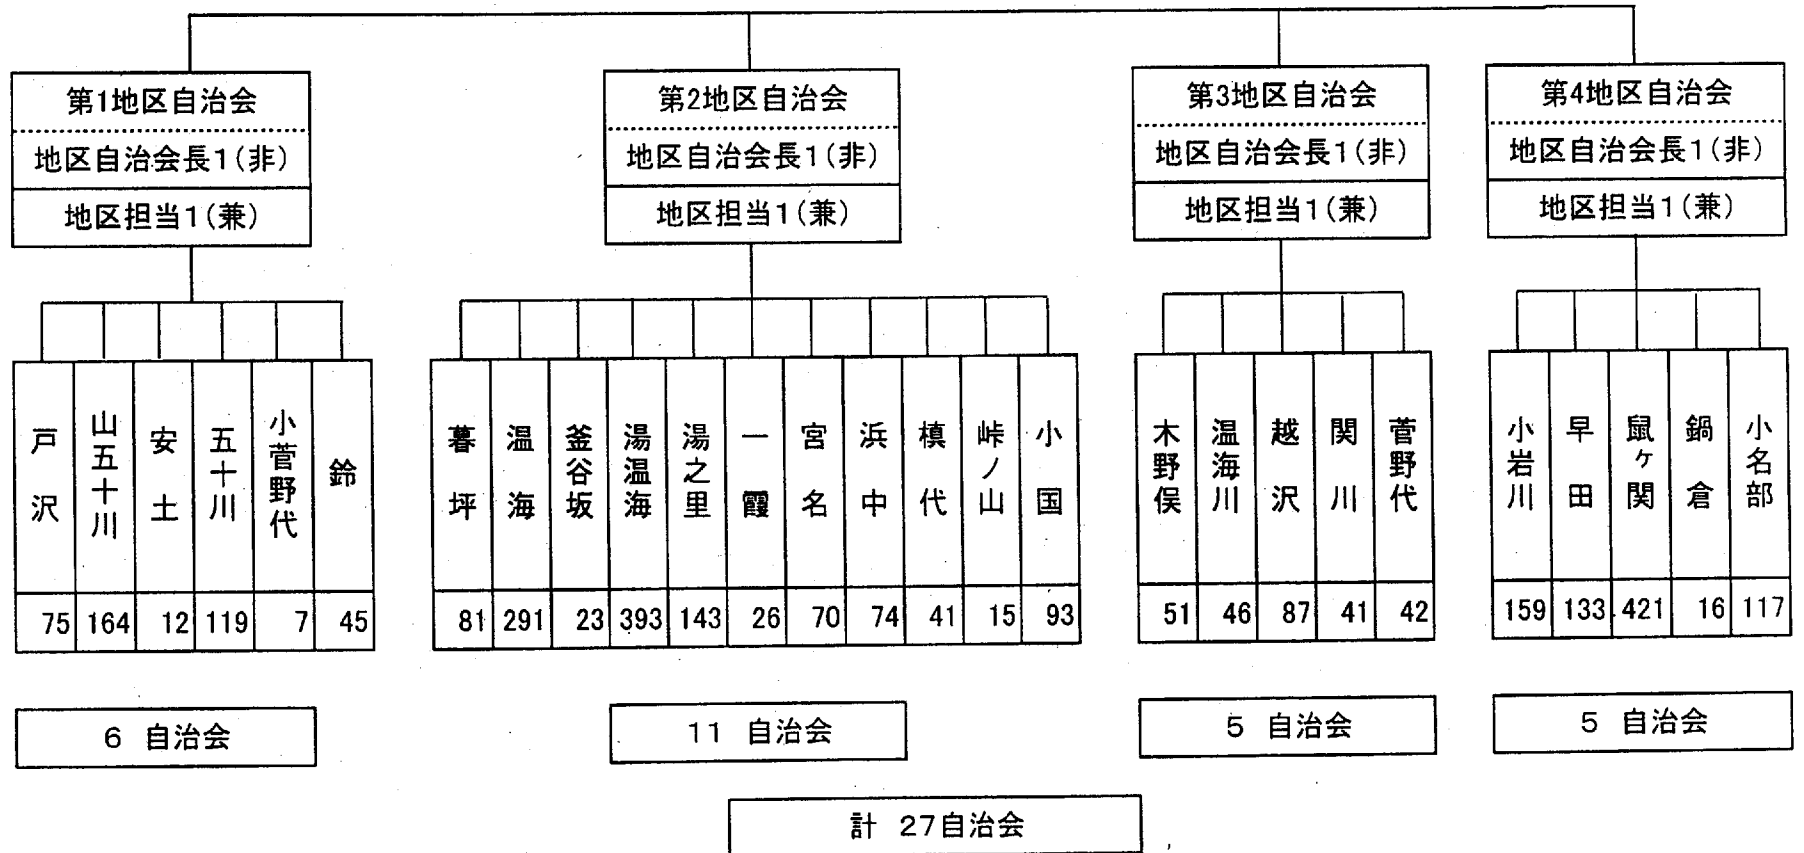 第1地区自治会
地区自治会長1(非)
地区担当1(兼)
第2地区自治会
地区自治会長1(非)
地区担当1(兼)
第3地区自治会
地区自治会長1(非)
地区担当1(兼)
第4地区自治会
地区自治会長1(非)
地区担当1(兼)
戸沢
山五十川
安土
五十川
小菅野代
鈴
75 164 12 119 7 45
暮坪
温海
釜谷坂
湯温海
湯之里
一霞
宮名
浜中
槙代
峠ノ山
小国
81 291 23 393 143 26 70 74 41 15 93
木野俣
温海川
越沢
関川
菅野代
51 46 87 41 42
小岩川
早田
鼠ヶ関
鍋倉
小名部
159 133 421 16 117
6 自治会
11 自治会
5 自治会
5 自治会
計 27自治会